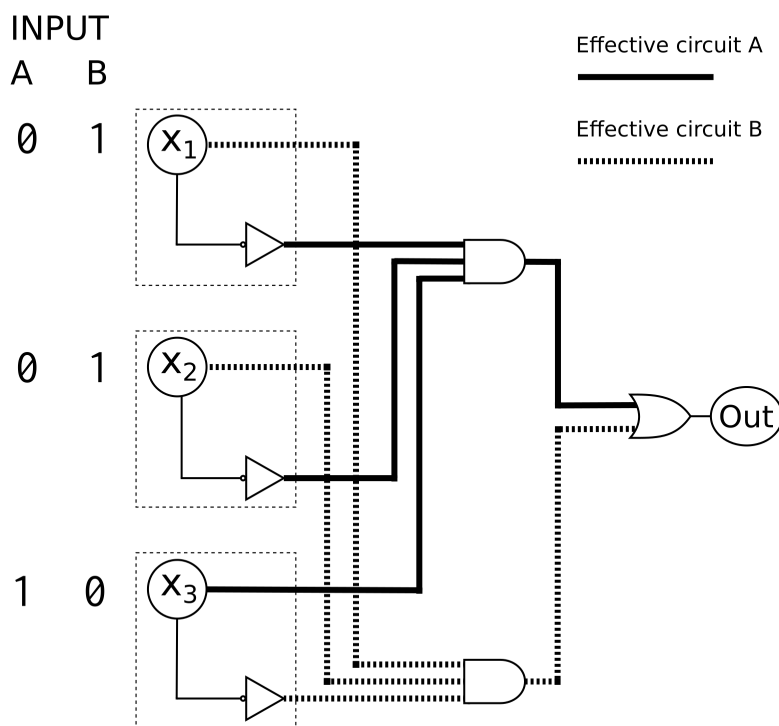 INPUT
A B
Effective circuit A
Effective circuit B
0 1
x1
0 1
x2
Out
1 0
x3